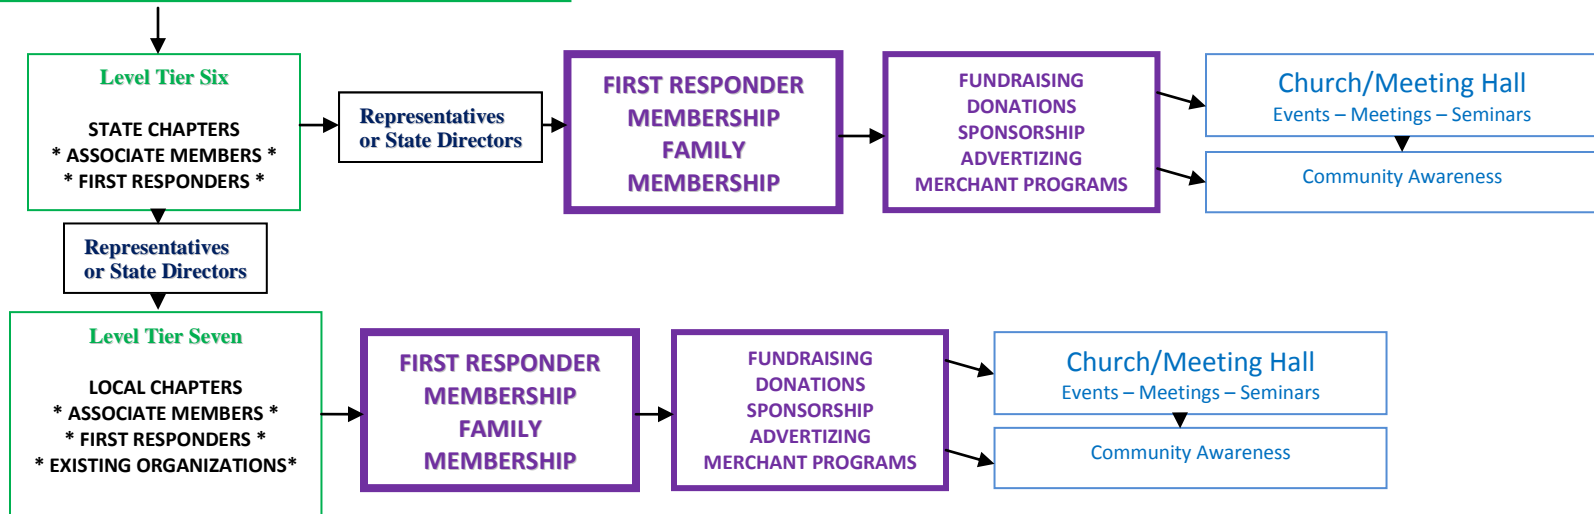 Level Tier Six
STATE CHAPTERS
* ASSOCIATE MEMBERS *
* FIRST RESPONDERS *
Representatives
or State Directors
FIRST RESPONDER
MEMBERSHIP
FAMILY
MEMBERSHIP
FUNDRAISING
DONATIONS
SPONSORSHIP
ADVERTIZING
MERCHANT PROGRAMS
Church/Meeting Hall
Events – Meetings – Seminars
Community Awareness
Representatives
or State Directors
Level Tier Seven
LOCAL CHAPTERS
* ASSOCIATE MEMBERS *
* FIRST RESPONDERS *
* EXISTING ORGANIZATIONS*
FIRST RESPONDER
MEMBERSHIP
FAMILY
MEMBERSHIP
FUNDRAISING
DONATIONS
SPONSORSHIP
ADVERTIZING
MERCHANT PROGRAMS
Church/Meeting Hall
Events – Meetings – Seminars
Community Awareness